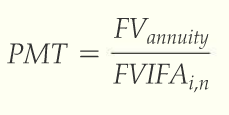 PMT = FV_annuity / FVIFA_i,n